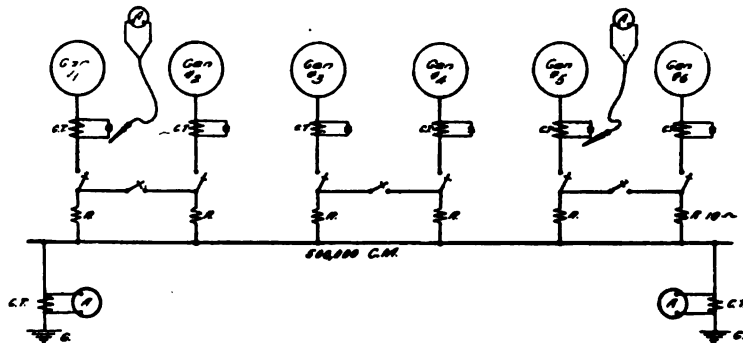 A A
Gen #1 Gen #2 Gen #3 Gen #4 Gen #5 Gen #6
C.T. C.T. C.T. C.T. C.T. C.T.
R. R. R. R. R. R 10~
500,000 C.M.
C.T. A A C.T.
G. G.